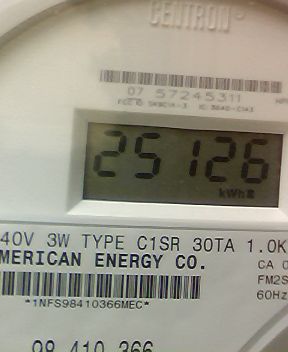 CENTRON®
07 57245311
25126
kWh
40V 3W TYPE C1SR 30TA 1.0K
MERICAN ENERGY CO.
CA 0
FM2S
*1NFS98410366MEC*
60Hz
98 410 366